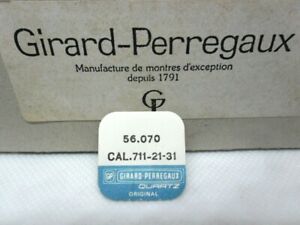 Girard-Perregaux
Manufacture de montres d'exception
depuis 1791
GP
56.070
CAL.711-21-31
GP GIRARD-PERREGAUX
QUARTZ
ORIGINAL